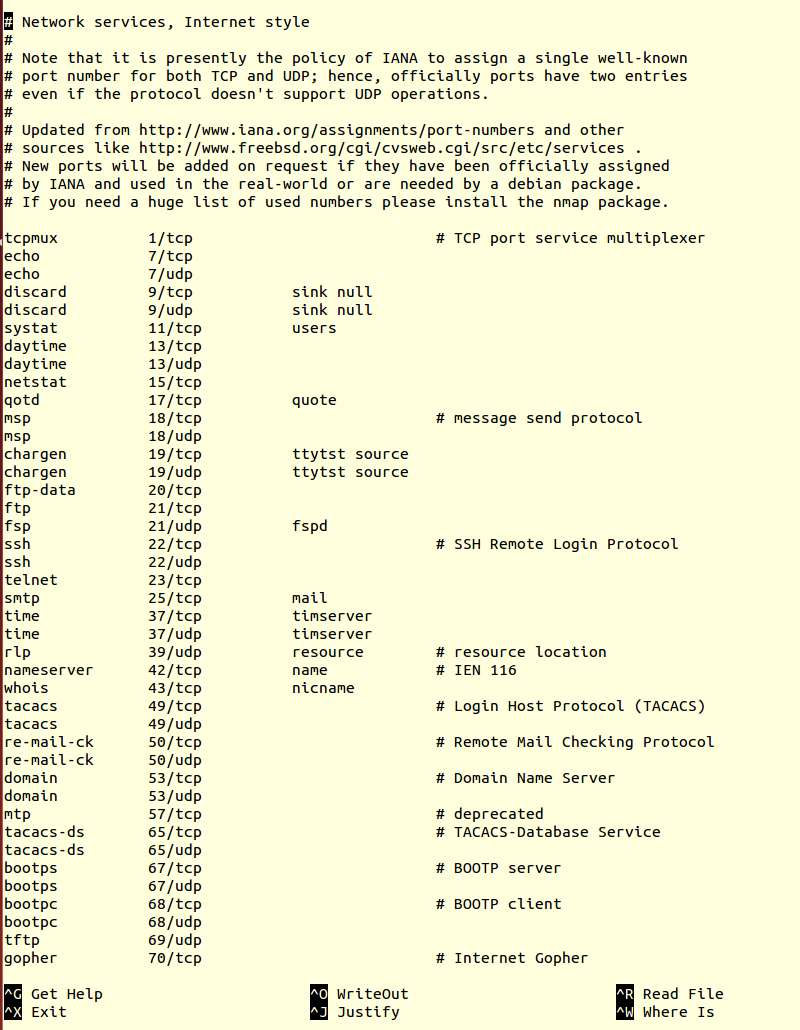 # Network services, Internet style
#
# Note that it is presently the policy of IANA to assign a single well-known
# port number for both TCP and UDP; hence, officially ports have two entries
# even if the protocol doesn't support UDP operations.
#
# Updated from http://www.iana.org/assignments/port-numbers and other
# sources like http://www.freebsd.org/cgi/cvsweb.cgi/src/etc/services .
# New ports will be added on request if they have been officially assigned
# by IANA and used in the real-world or are needed by a debian package.
# If you need a huge list of used numbers please install the nmap package.

tcpmux          1/tcp                           # TCP port service multiplexer
echo            7/tcp
echo            7/udp
discard         9/tcp           sink null
discard         9/udp           sink null
systat          11/tcp          users
daytime         13/tcp
daytime         13/udp
netstat         15/tcp
qotd            17/tcp          quote
msp             18/tcp                          # message send protocol
msp             18/udp
chargen         19/tcp          ttytst source
chargen         19/udp          ttytst source
ftp-data        20/tcp
ftp             21/tcp
fsp             21/udp          fspd
ssh             22/tcp                          # SSH Remote Login Protocol
ssh             22/udp
telnet          23/tcp
smtp            25/tcp          mail
time            37/tcp          timserver
time            37/udp          timserver
rlp             39/udp          resource        # resource location
nameserver      42/tcp          name            # IEN 116
whois           43/tcp          nicname
tacacs          49/tcp                          # Login Host Protocol (TACACS)
tacacs          49/udp
re-mail-ck      50/tcp                          # Remote Mail Checking Protocol
re-mail-ck      50/udp
domain          53/tcp                          # Domain Name Server
domain          53/udp
mtp             57/tcp                          # deprecated
tacacs-ds       65/tcp                          # TACACS-Database Service
tacacs-ds       65/udp
bootps          67/tcp                          # BOOTP server
bootps          67/udp
bootpc          68/tcp                          # BOOTP client
bootpc          68/udp
tftp            69/udp
gopher          70/tcp                          # Internet Gopher

^G Get Help                       ^O WriteOut                       ^R Read File
^X Exit                           ^J Justify                        ^W Where Is